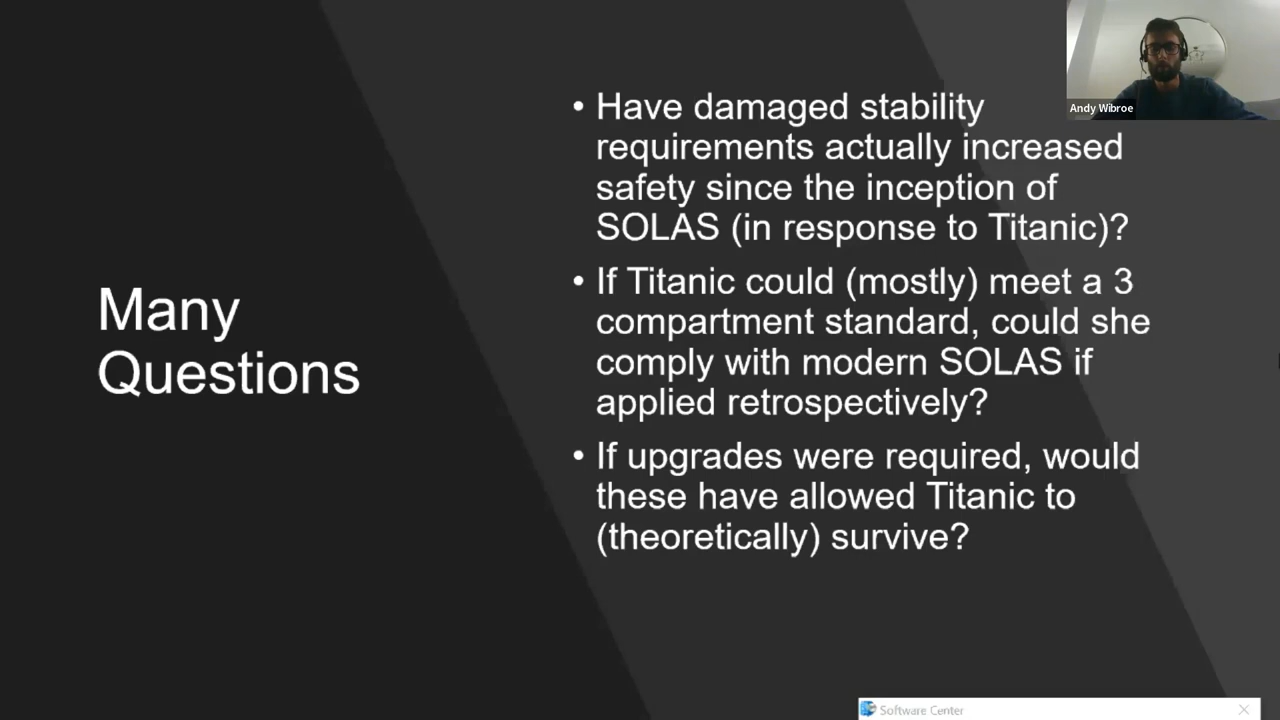 Many
Questions
• Have damaged stability
requirements actually increased
safety since the inception of
SOLAS (in response to Titanic)?
• If Titanic could (mostly) meet a 3
compartment standard, could she
comply with modern SOLAS if
applied retrospectively?
• If upgrades were required, would
these have allowed Titanic to
(theoretically) survive?
Andy Wibroe
Software Center